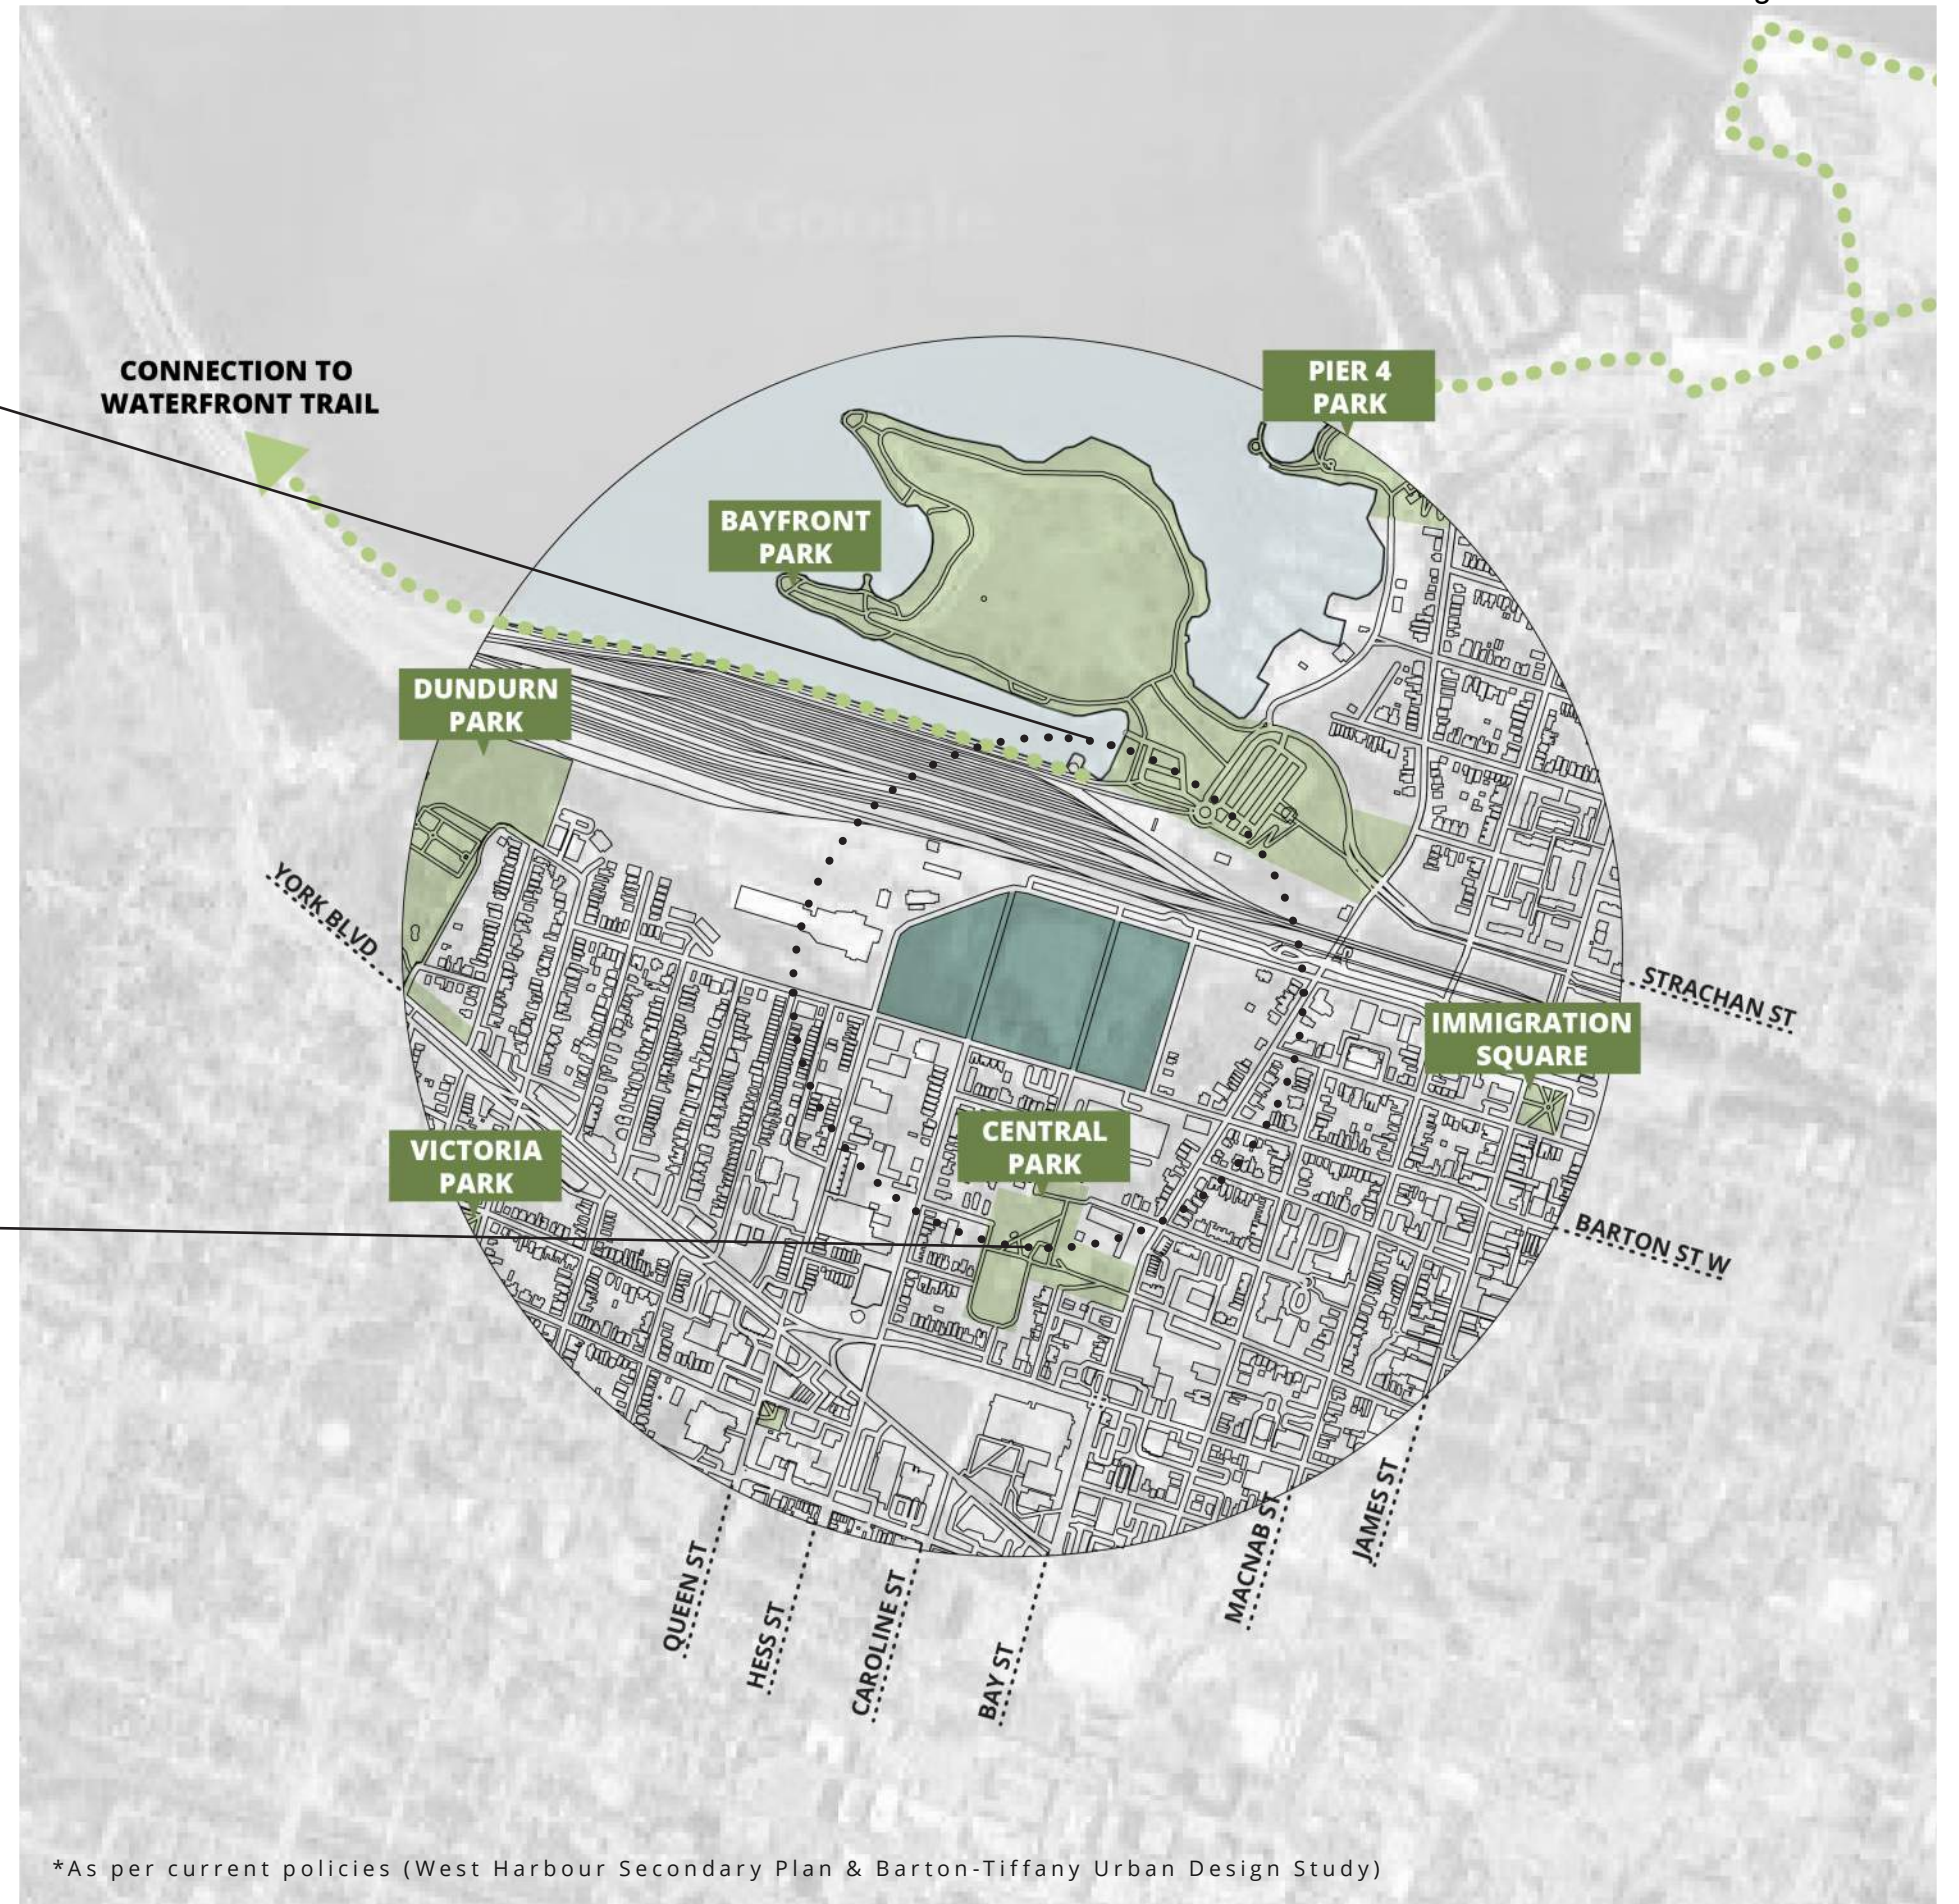 © 2022 Google
CONNECTION TO
WATERFRONT TRAIL
PIER 4
PARK
BAYFRONT
PARK
DUNDURN
PARK
YORK BLVD
STRACHAN ST
IMMIGRATION
SQUARE
CENTRAL
PARK
VICTORIA
PARK
BARTON ST W
QUEEN ST
HESS ST
CAROLINE ST
BAY ST
MACNAB ST
JAMES ST
*As per current policies (West Harbour Secondary Plan & Barton-Tiffany Urban Design Study)